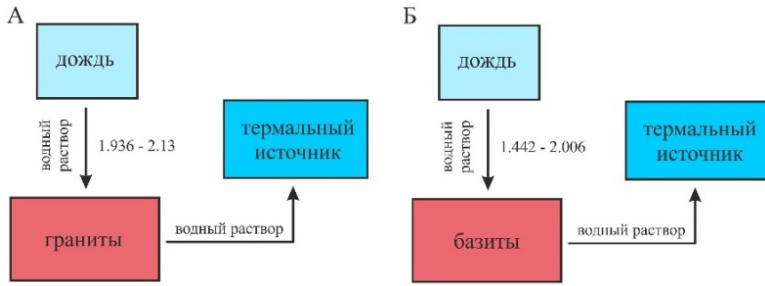 А
дождь
водный
раствор
1.936 - 2.13
термальный
источник
граниты
водный раствор
Б
дождь
водный
раствор
1.442 - 2.006
термальный
источник
базиты
водный раствор